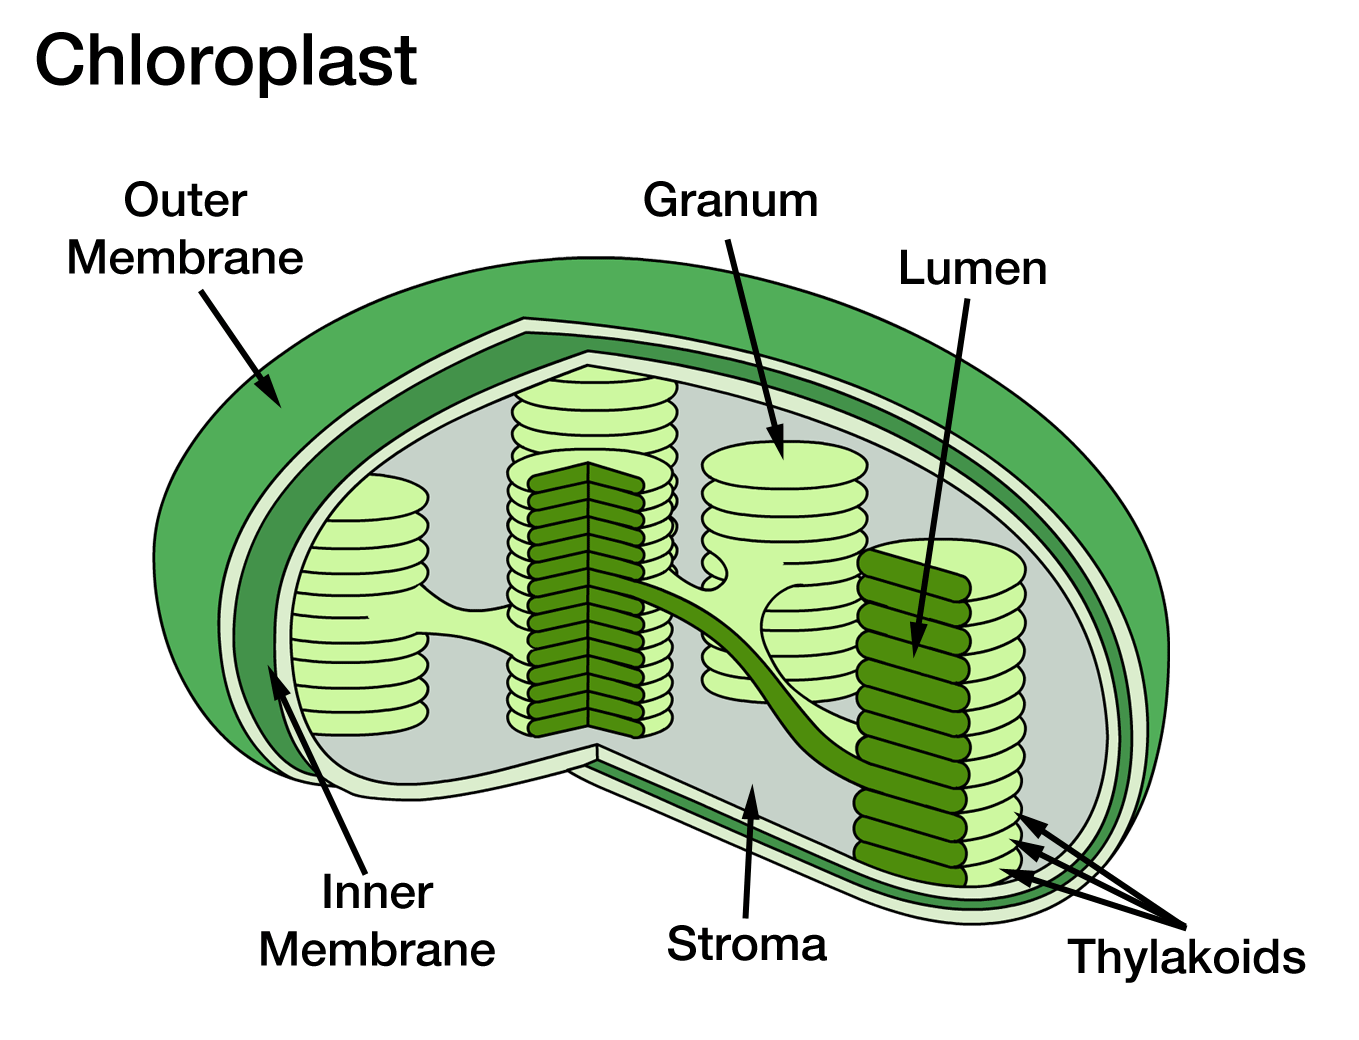 Chloroplast
Outer
Membrane
Granum
Lumen
Inner
Membrane
Stroma
Thylakoids